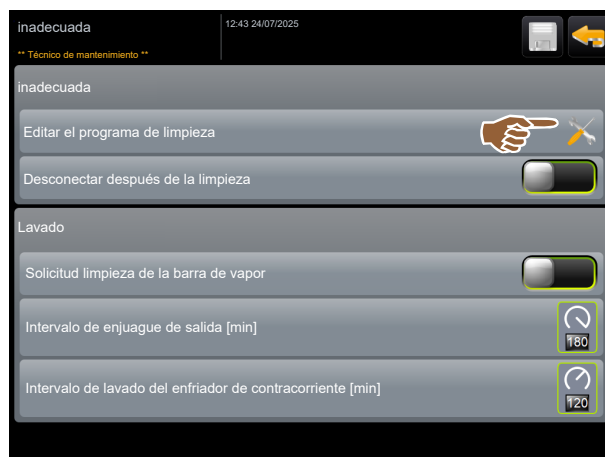 inadecuada
12:43 24/07/2025
** Técnico de mantenimiento **
inadecuada
Editar el programa de limpieza
Desconectar después de la limpieza
Lavado
Solicitud limpieza de la barra de vapor
Intervalo de enjuague de salida [min]
180
Intervalo de lavado del enfriador de contracorriente [min]
120